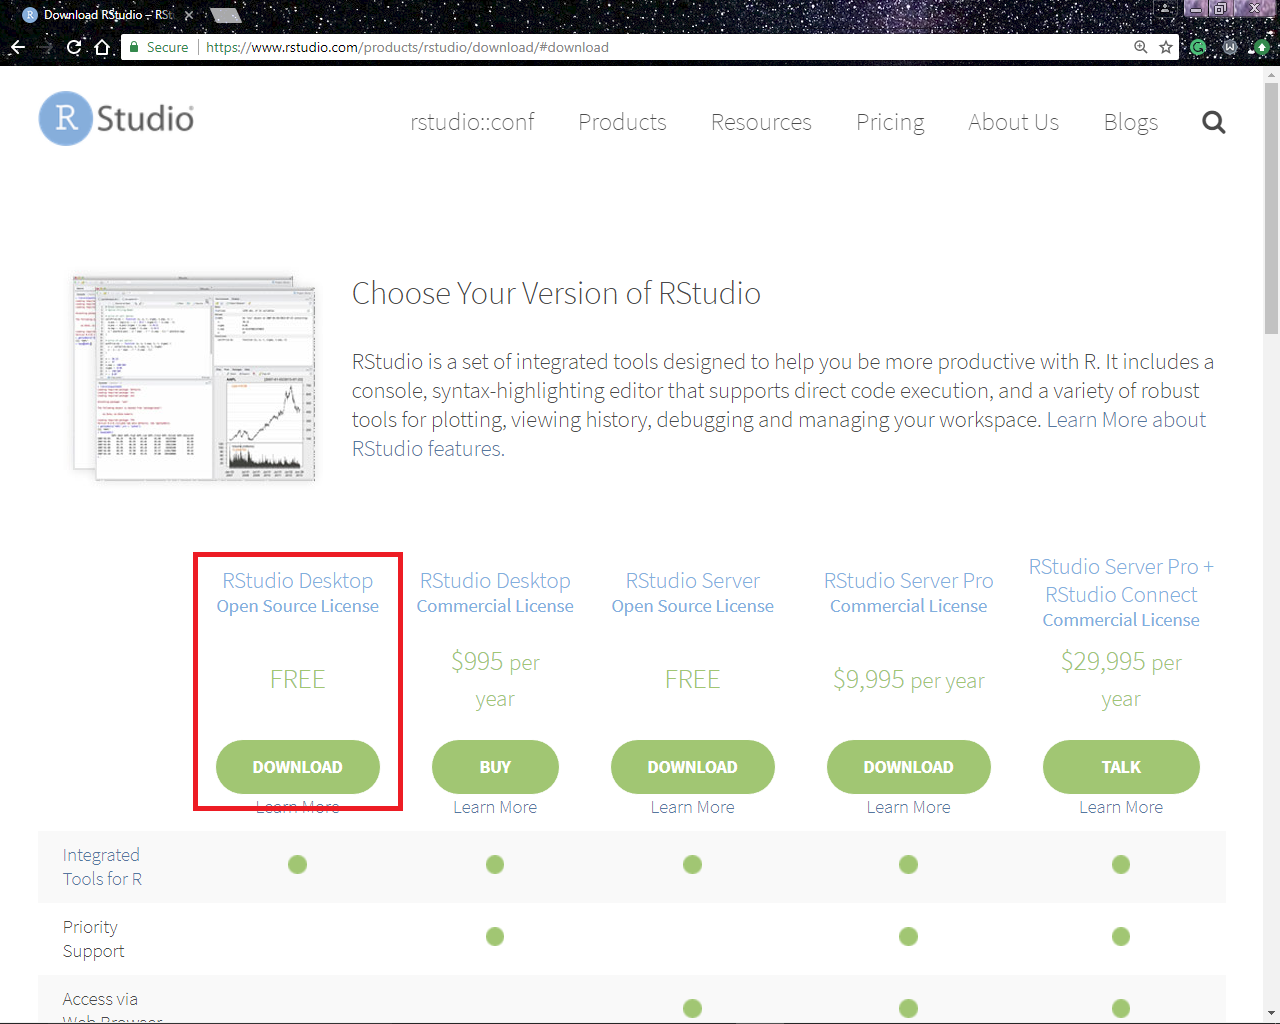 Download RStudio – RSt
Secure https://www.rstudio.com/products/rstudio/download/#download
R Studio
rstudio::conf Products Resources Pricing About Us Blogs
Choose Your Version of RStudio
RStudio is a set of integrated tools designed to help you be more productive with R. It includes a
console, syntax-highlighting editor that supports direct code execution, and a variety of robust
tools for plotting, viewing history, debugging and managing your workspace. Learn More about
RStudio features.
RStudio Desktop
Open Source License
FREE
DOWNLOAD
Learn More
RStudio Desktop
Commercial License
$995 per
year
BUY
Learn More
RStudio Server
Open Source License
FREE
DOWNLOAD
Learn More
RStudio Server Pro
Commercial License
$9,995 per year
DOWNLOAD
Learn More
RStudio Server Pro +
RStudio Connect
Commercial License
$29,995 per
year
TALK
Learn More
Integrated
Tools for R
Priority
Support
Access via
Web Browser